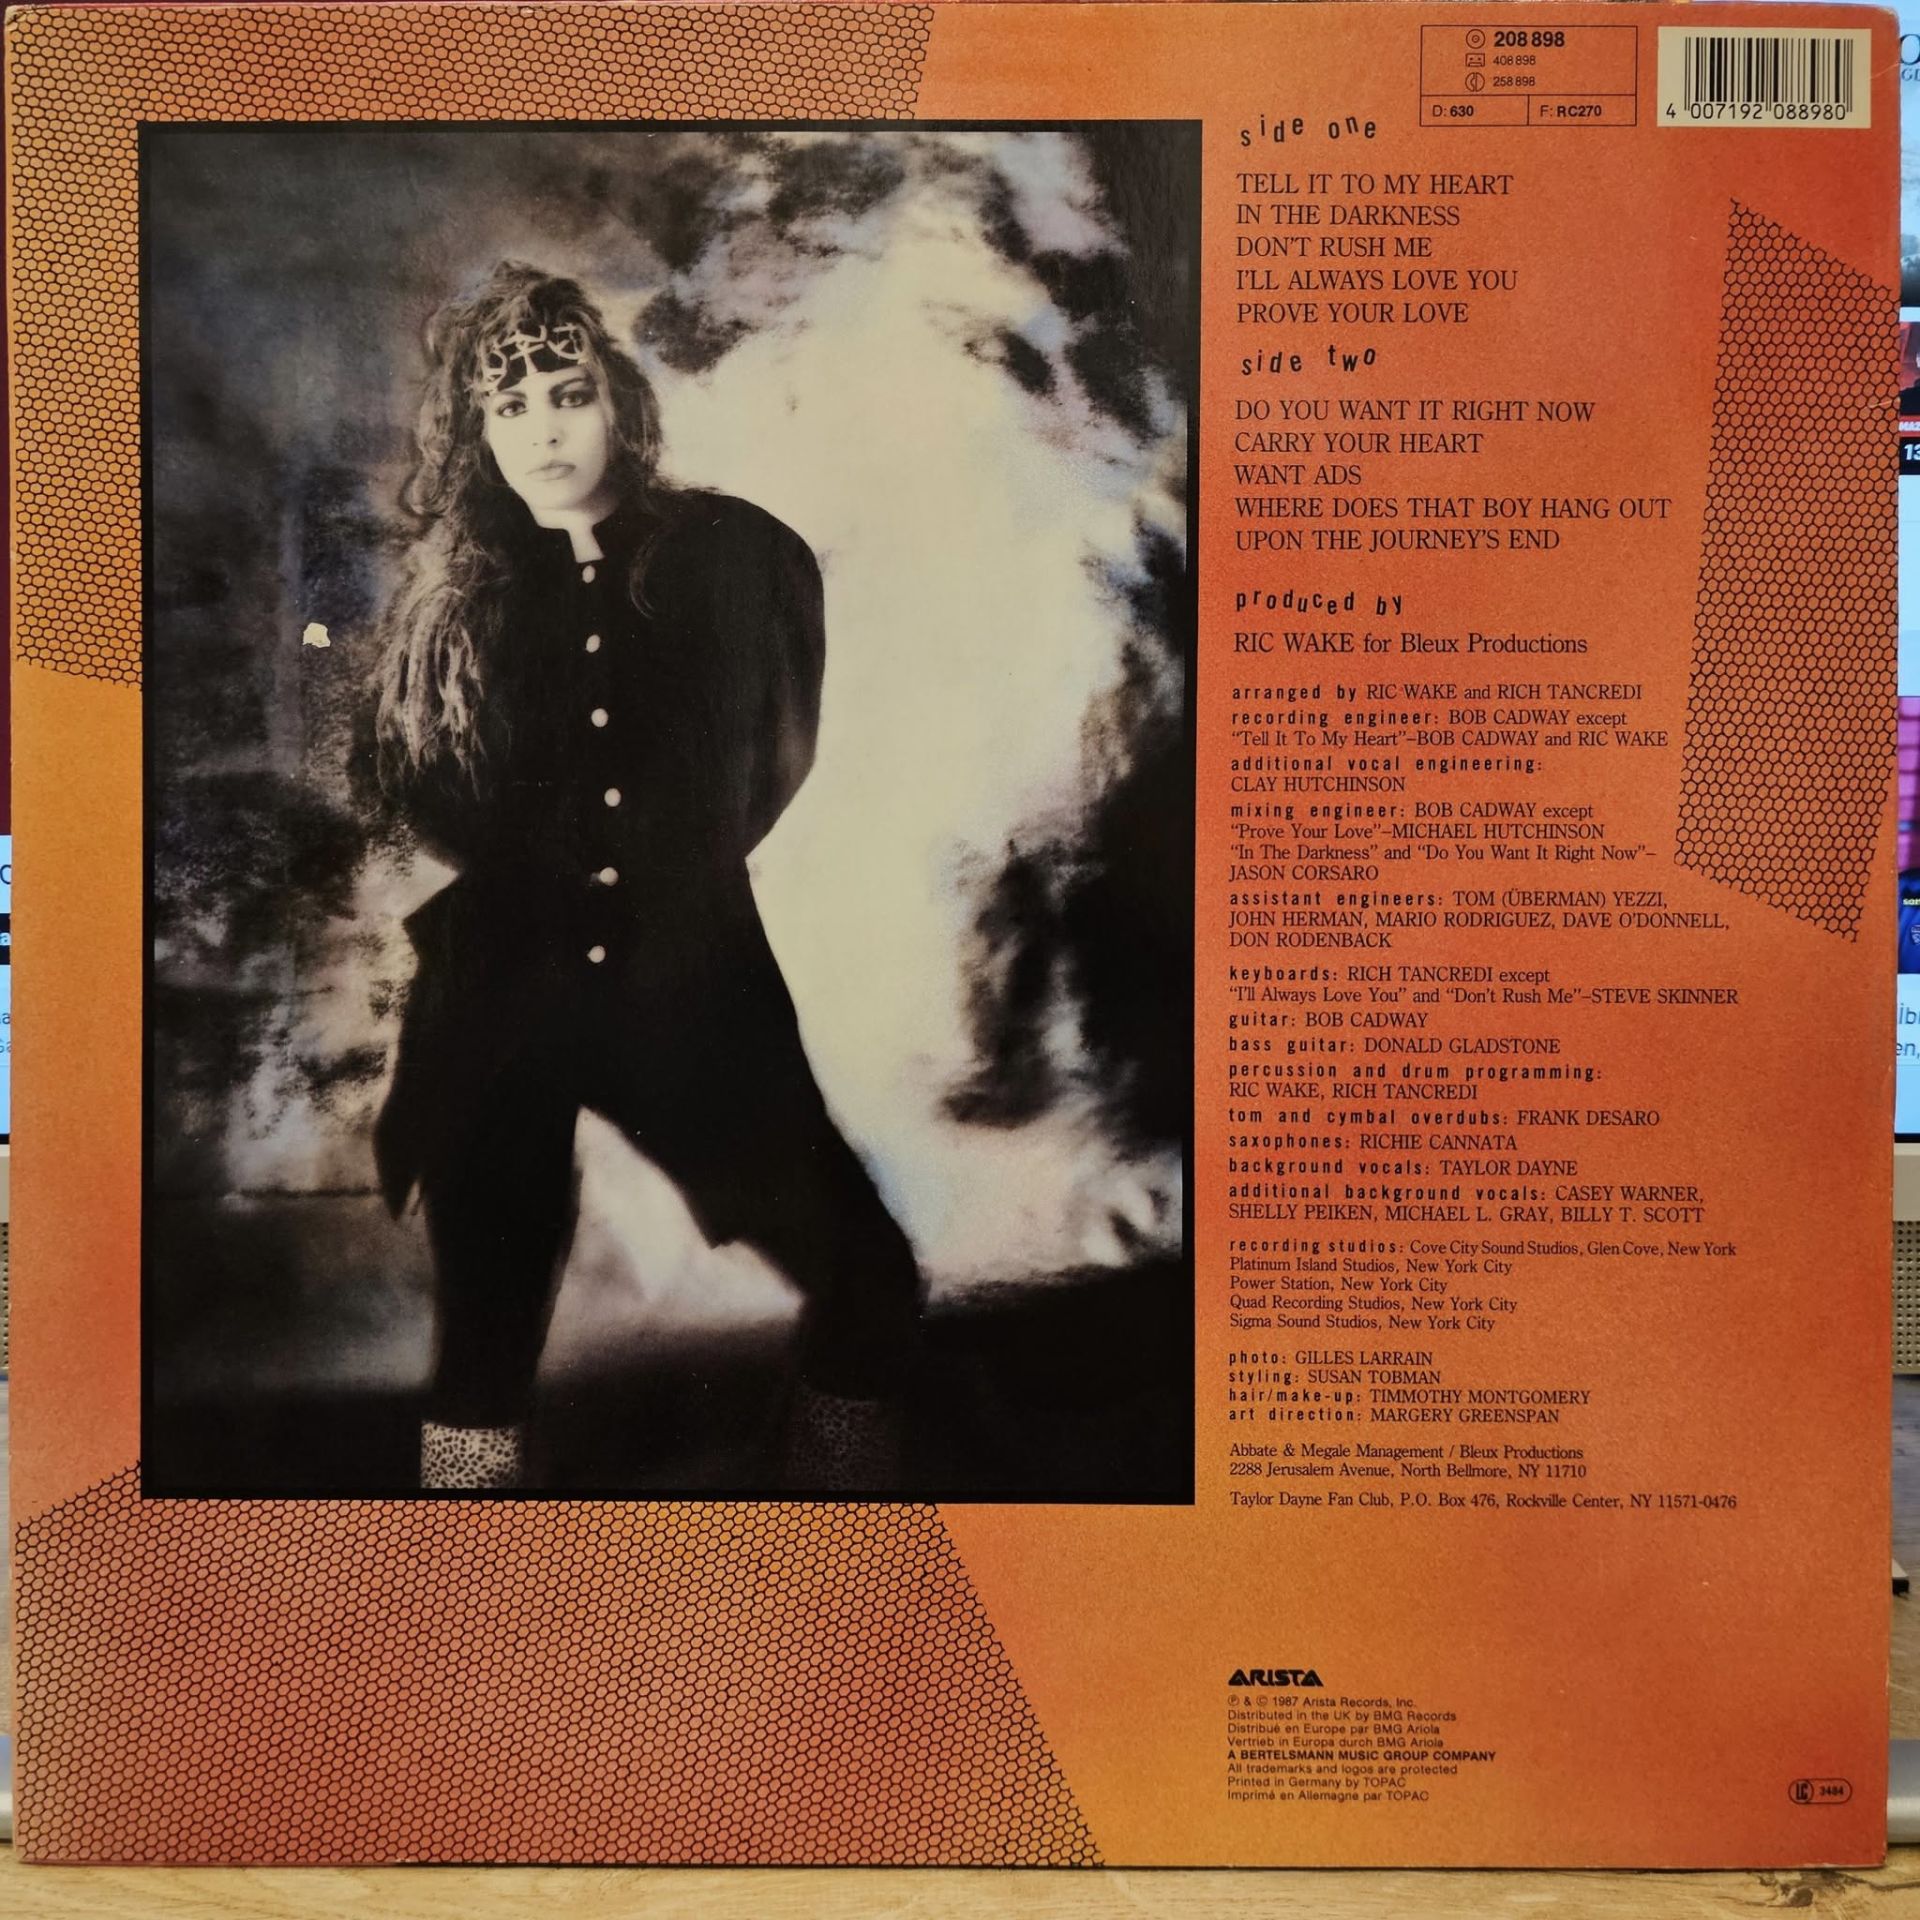 208 898
408 898
258 898
D: 630
F: RC270
4 007192 088980
side one
TELL IT TO MY HEART
IN THE DARKNESS
DON'T RUSH ME
I'LL ALWAYS LOVE YOU
PROVE YOUR LOVE
side two
DO YOU WANT IT RIGHT NOW
CARRY YOUR HEART
WANT ADS
WHERE DOES THAT BOY HANG OUT
UPON THE JOURNEY'S END
produced by
RIC WAKE for Bleux Productions
arranged by RIC WAKE and RICH TANCREDI
recording engineer: BOB CADWAY except
"Tell It To My Heart"–BOB CADWAY and RIC WAKE
additional vocal engineering:
CLAY HUTCHINSON
mixing engineer: BOB CADWAY except
"Prove Your Love"–MICHAEL HUTCHINSON
"In The Darkness" and "Do You Want It Right Now"–
JASON CORSARO
assistant engineers: TOM (ÜBERMAN) YEZZI,
JOHN HERMAN, MARIO RODRIGUEZ, DAVE O'DONNELL,
DON RODENBACK
keyboards: RICH TANCREDI except
"I'll Always Love You" and "Don't Rush Me"–STEVE SKINNER
guitar: BOB CADWAY
bass guitar: DONALD GLADSTONE
percussion and drum programming:
RIC WAKE, RICH TANCREDI
tom and cymbal overdubs: FRANK DESARO
saxophones: RICHIE CANNATA
background vocals: TAYLOR DAYNE
additional background vocals: CASEY WARNER,
SHELLY PEIKEN, MICHAEL L. GRAY, BILLY T. SCOTT
recording studios: Cove City Sound Studios, Glen Cove, New York
Platinum Island Studios, New York City
Power Station, New York City
Quad Recording Studios, New York City
Sigma Sound Studios, New York City
photo: GILLES LARRAIN
styling: SUSAN TOBMAN
hair/make-up: TIMMOTHY MONTGOMERY
art direction: MARGERY GREENSPAN
Abbate & Megale Management / Bleux Productions
2288 Jerusalem Avenue, North Bellmore, NY 11710
Taylor Dayne Fan Club, P.O. Box 476, Rockville Center, NY 11571-0476
ARISTA
℗ & © 1987 Arista Records, Inc.
Distributed in the UK by BMG Records
Distribué en Europe par BMG Ariola
Vertrieb in Europa durch BMG Ariola
A BERTELSMANN MUSIC GROUP COMPANY
All trademarks and logos are protected
Printed in Germany by TOPAC
Imprimé en Allemagne par TOPAC
LC 3484